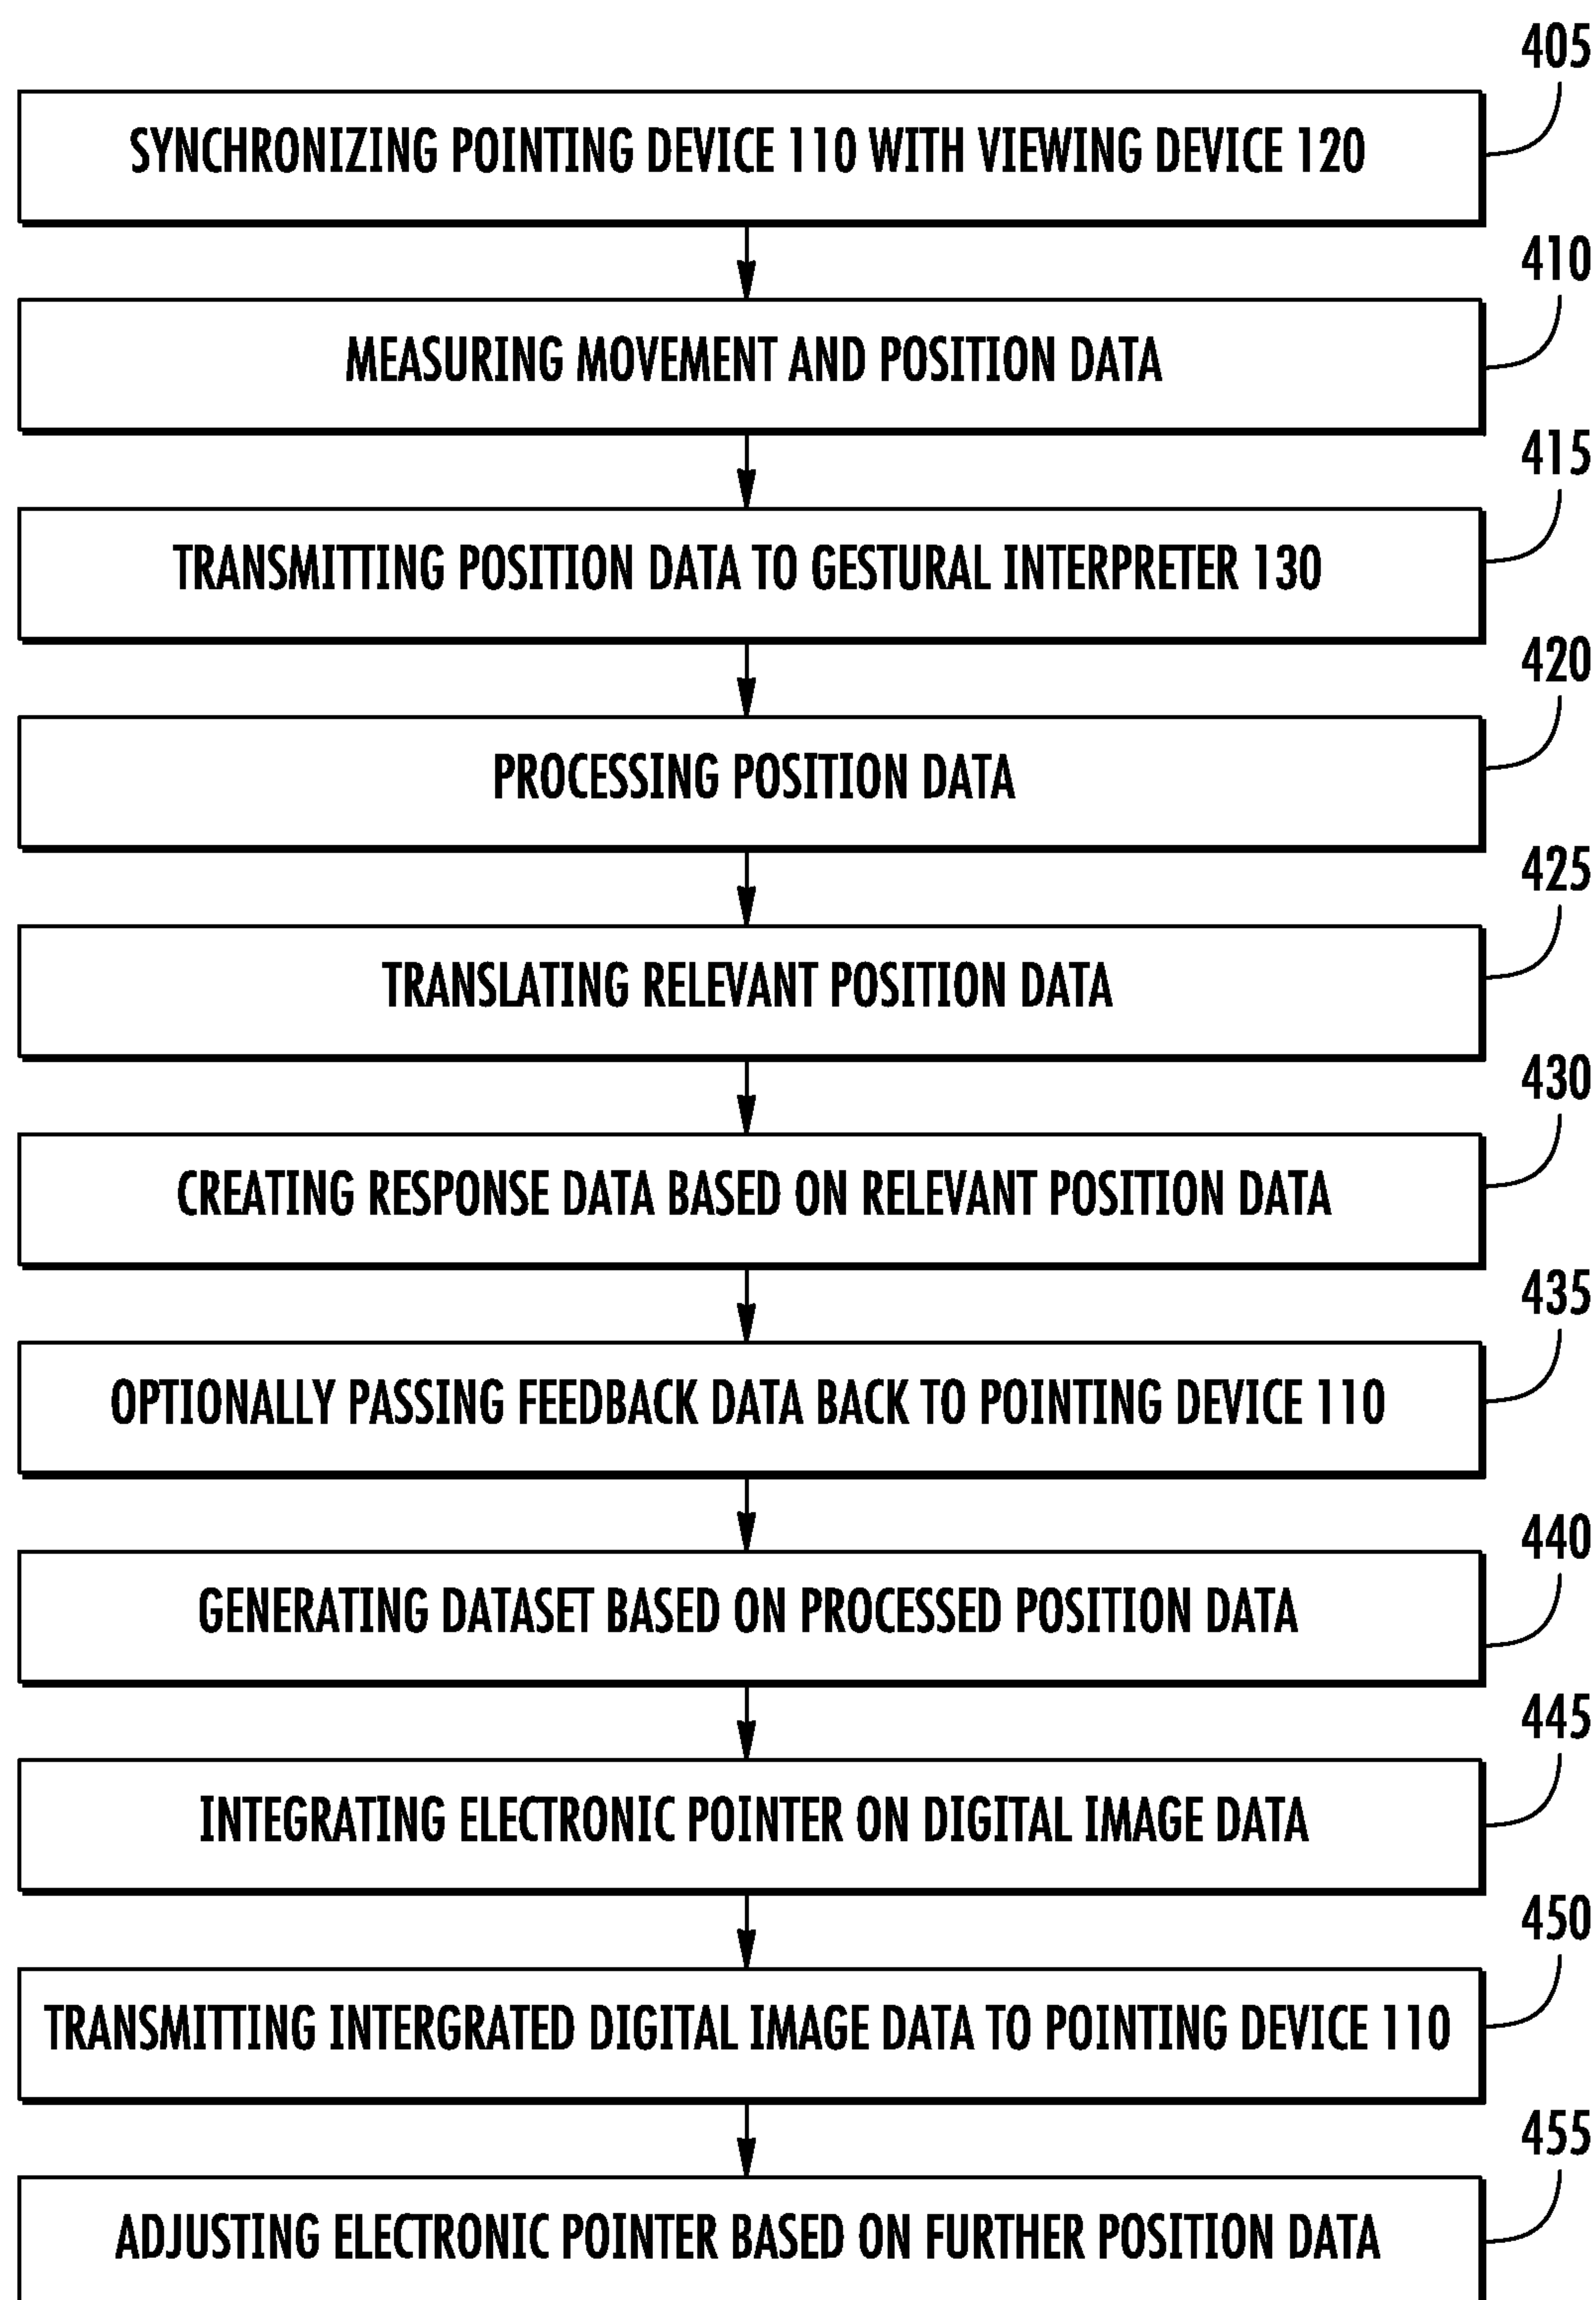 405
SYNCHRONIZING POINTING DEVICE 110 WITH VIEWING DEVICE 120
410
MEASURING MOVEMENT AND POSITION DATA
415
TRANSMITTING POSITION DATA TO GESTURAL INTERPRETER 130
420
PROCESSING POSITION DATA
425
TRANSLATING RELEVANT POSITION DATA
430
CREATING RESPONSE DATA BASED ON RELEVANT POSITION DATA
435
OPTIONALLY PASSING FEEDBACK DATA BACK TO POINTING DEVICE 110
440
GENERATING DATASET BASED ON PROCESSED POSITION DATA
445
INTEGRATING ELECTRONIC POINTER ON DIGITAL IMAGE DATA
450
TRANSMITTING INTERGRATED DIGITAL IMAGE DATA TO POINTING DEVICE 110
455
ADJUSTING ELECTRONIC POINTER BASED ON FURTHER POSITION DATA